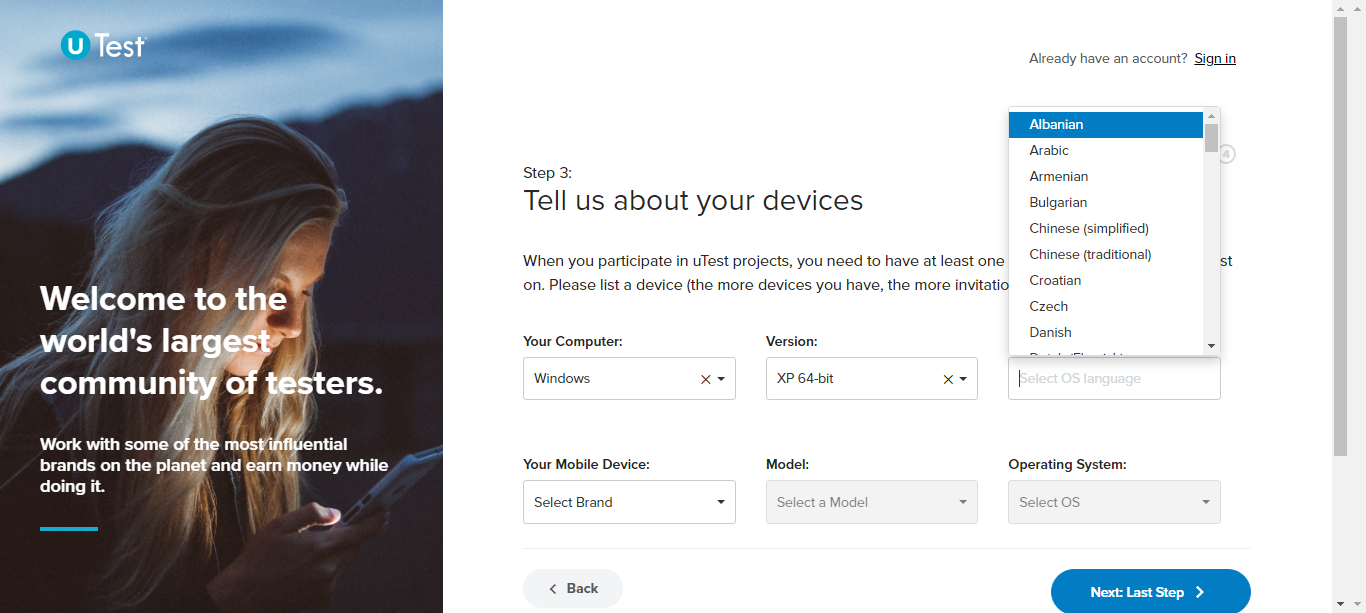 U Test
Already have an account? Sign in
Albanian
Arabic
Armenian
Bulgarian
Chinese (simplified)
Chinese (traditional)
Croatian
Czech
Danish
4
Step 3:
Tell us about your devices
When you participate in uTest projects, you need to have at least one st
on. Please list a device (the more devices you have, the more invitatio
Your Computer:
Version:
Windows
XP 64-bit
Select OS language
Your Mobile Device:
Model:
Operating System:
Select Brand
Select a Model
Select OS
Back
Next: Last Step
Welcome to the
world's largest
community of testers.
Work with some of the most influential
brands on the planet and earn money while
doing it.